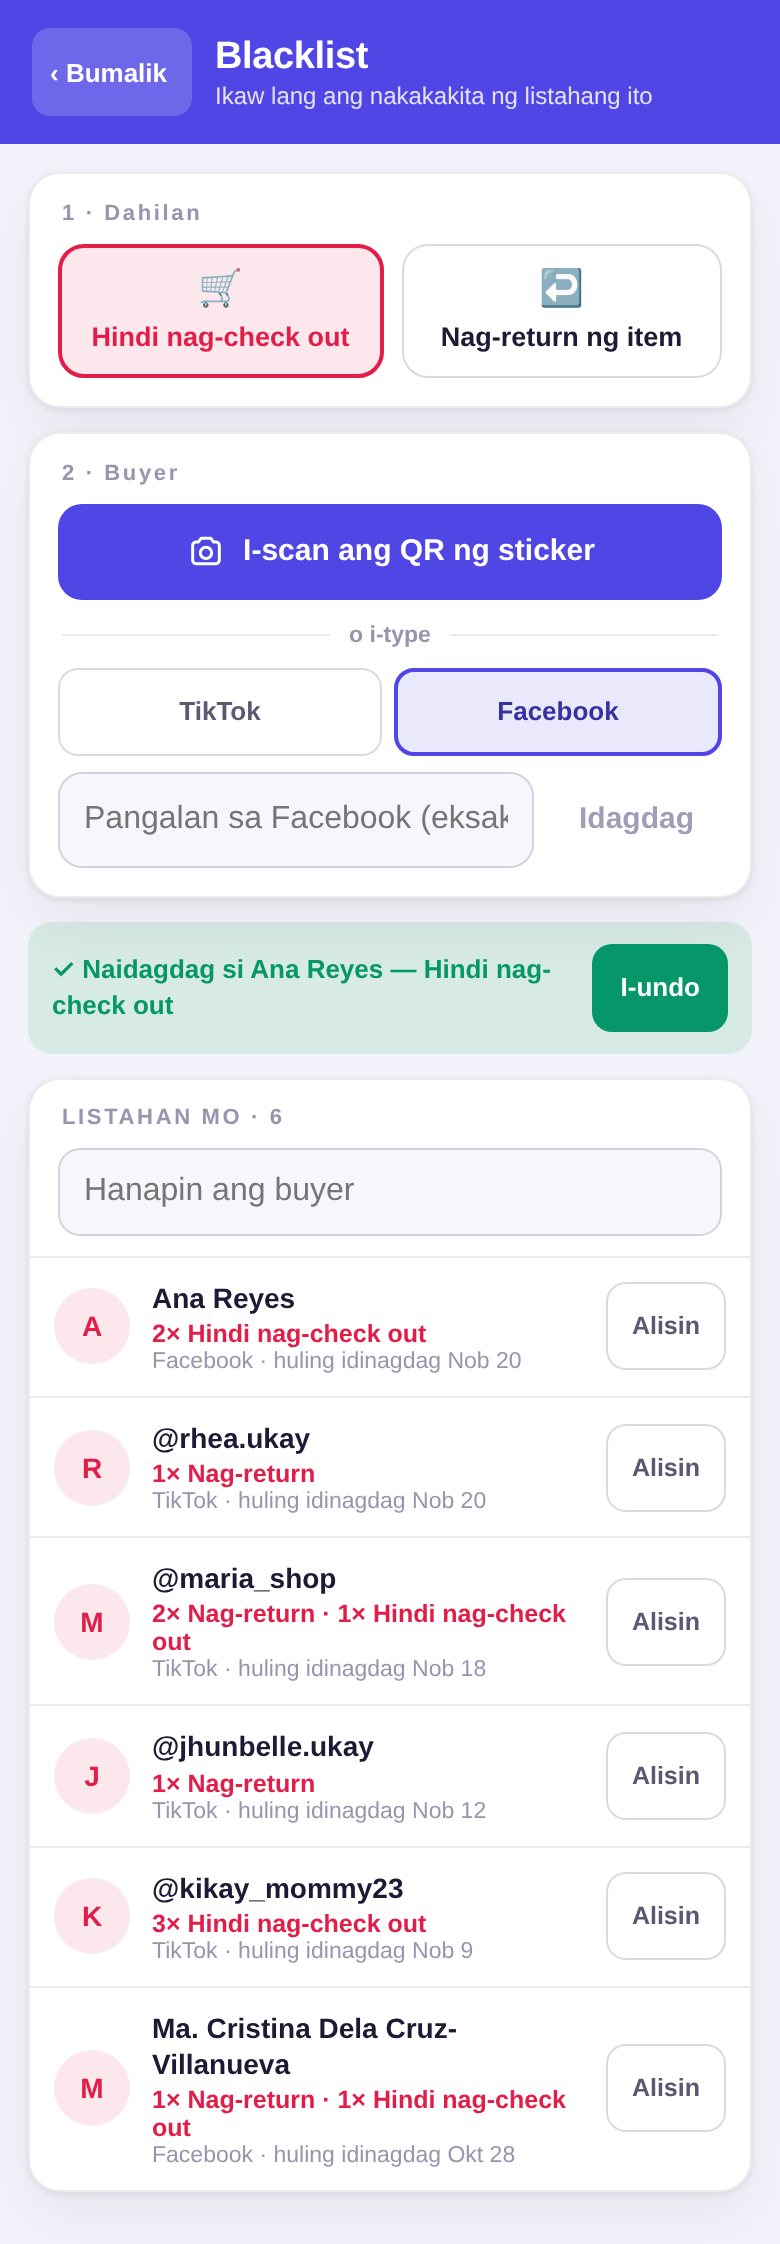 ‹ Bumalik
Blacklist
Ikaw lang ang nakakakita ng listahang ito
1 · Dahilan
Hindi nag-check out
Nag-return ng item
2 · Buyer
I-scan ang QR ng sticker
o i-type
TikTok
Facebook
Pangalan sa Facebook (eksak
Idagdag
✓ Naidagdag si Ana Reyes — Hindi nag-
check out
I-undo
LISTAHAN MO · 6
Hanapin ang buyer
A
Ana Reyes
2× Hindi nag-check out
Facebook · huling idinagdag Nob 20
Alisin
R
@rhea.ukay
1× Nag-return
TikTok · huling idinagdag Nob 20
Alisin
M
@maria_shop
2× Nag-return · 1× Hindi nag-check
out
TikTok · huling idinagdag Nob 18
Alisin
J
@jhunbelle.ukay
1× Nag-return
TikTok · huling idinagdag Nob 12
Alisin
K
@kikay_mommy23
3× Hindi nag-check out
TikTok · huling idinagdag Nob 9
Alisin
M
Ma. Cristina Dela Cruz-
Villanueva
1× Nag-return · 1× Hindi nag-check
out
Facebook · huling idinagdag Okt 28
Alisin